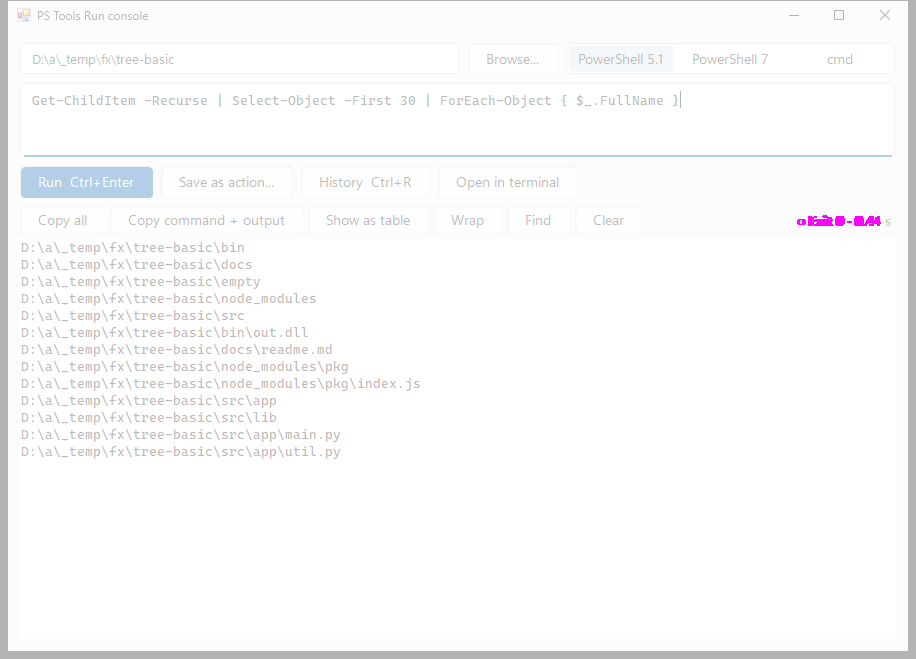 PS Tools Run console
D:\a\_temp\fx\tree-basic
Browse...
PowerShell 5.1
PowerShell 7
cmd
Get-ChildItem -Recurse | Select-Object -First 30 | ForEach-Object { $_.FullName }
Run Ctrl+Enter
Save as action...
History Ctrl+R
Open in terminal
Copy all
Copy command + output
Show as table
Wrap
Find
Clear
s
D:\a\_temp\fx\tree-basic\bin
D:\a\_temp\fx\tree-basic\docs
D:\a\_temp\fx\tree-basic\empty
D:\a\_temp\fx\tree-basic\node_modules
D:\a\_temp\fx\tree-basic\src
D:\a\_temp\fx\tree-basic\bin\out.dll
D:\a\_temp\fx\tree-basic\docs\readme.md
D:\a\_temp\fx\tree-basic\node_modules\pkg
D:\a\_temp\fx\tree-basic\node_modules\pkg\index.js
D:\a\_temp\fx\tree-basic\src\app
D:\a\_temp\fx\tree-basic\src\lib
D:\a\_temp\fx\tree-basic\src\app\main.py
D:\a\_temp\fx\tree-basic\src\app\util.py